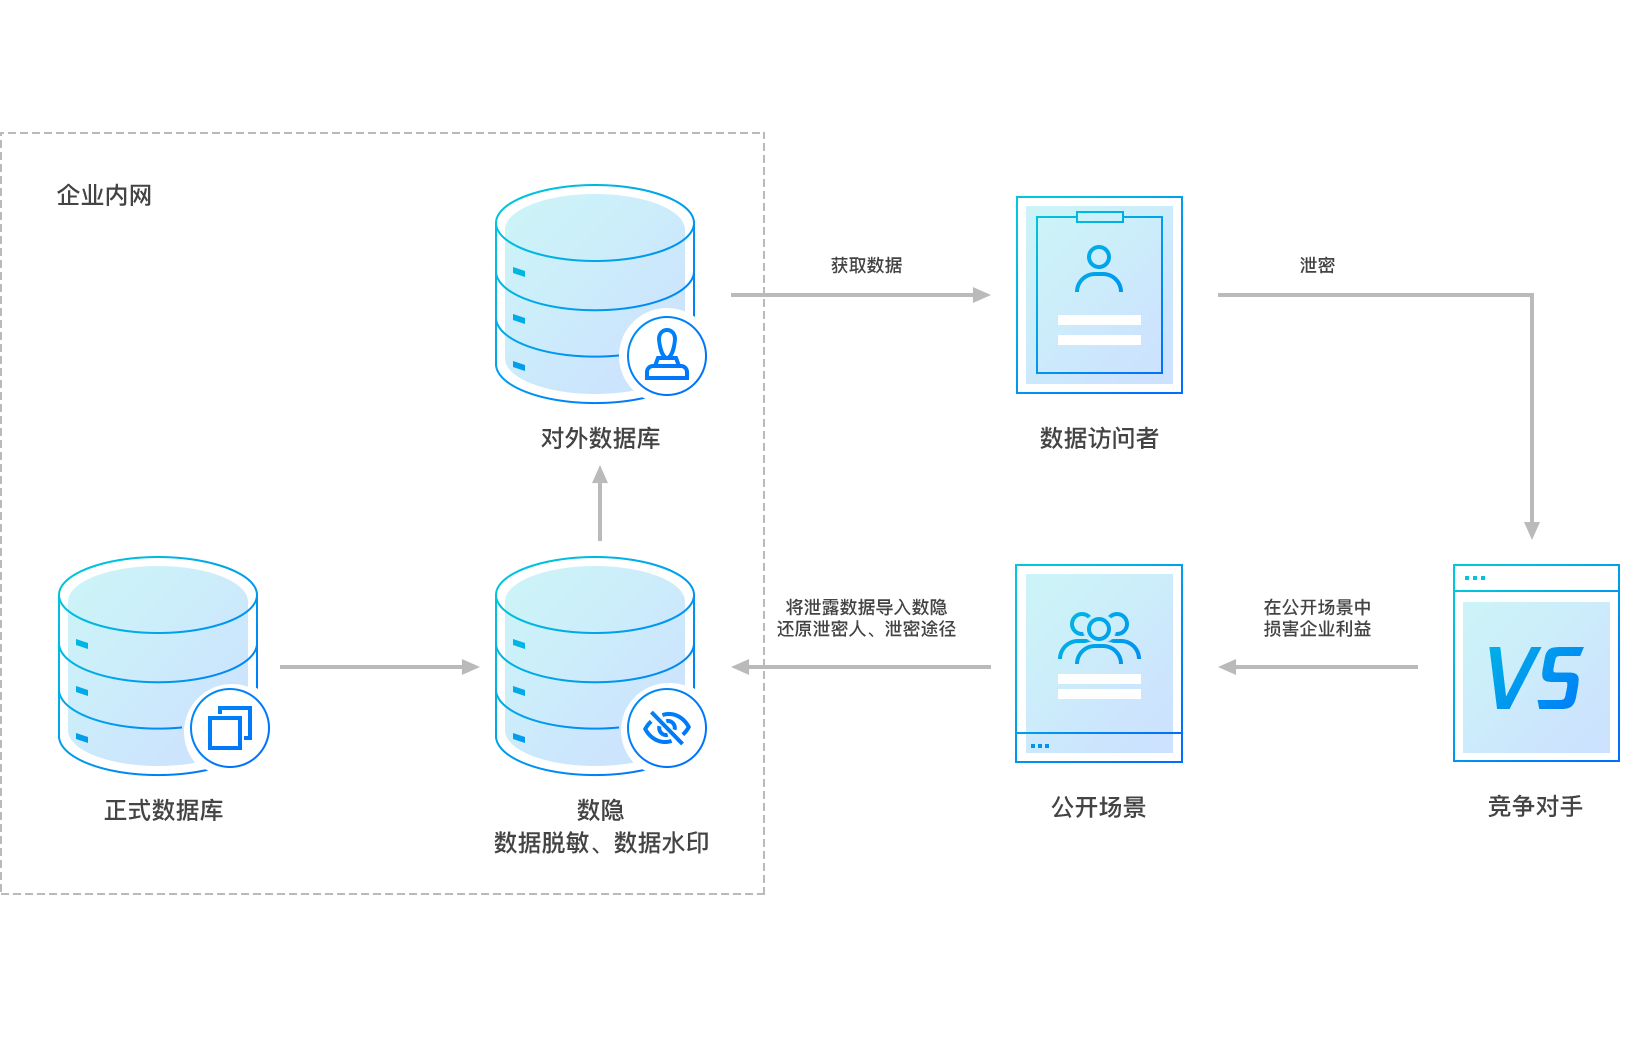 企业内网
获取数据
泄密
对外数据库
数据访问者
将泄露数据导入数隐
还原泄密人、泄密途径
在公开场景中
损害企业利益
VS
正式数据库
数隐
数据脱敏、数据水印
公开场景
竞争对手